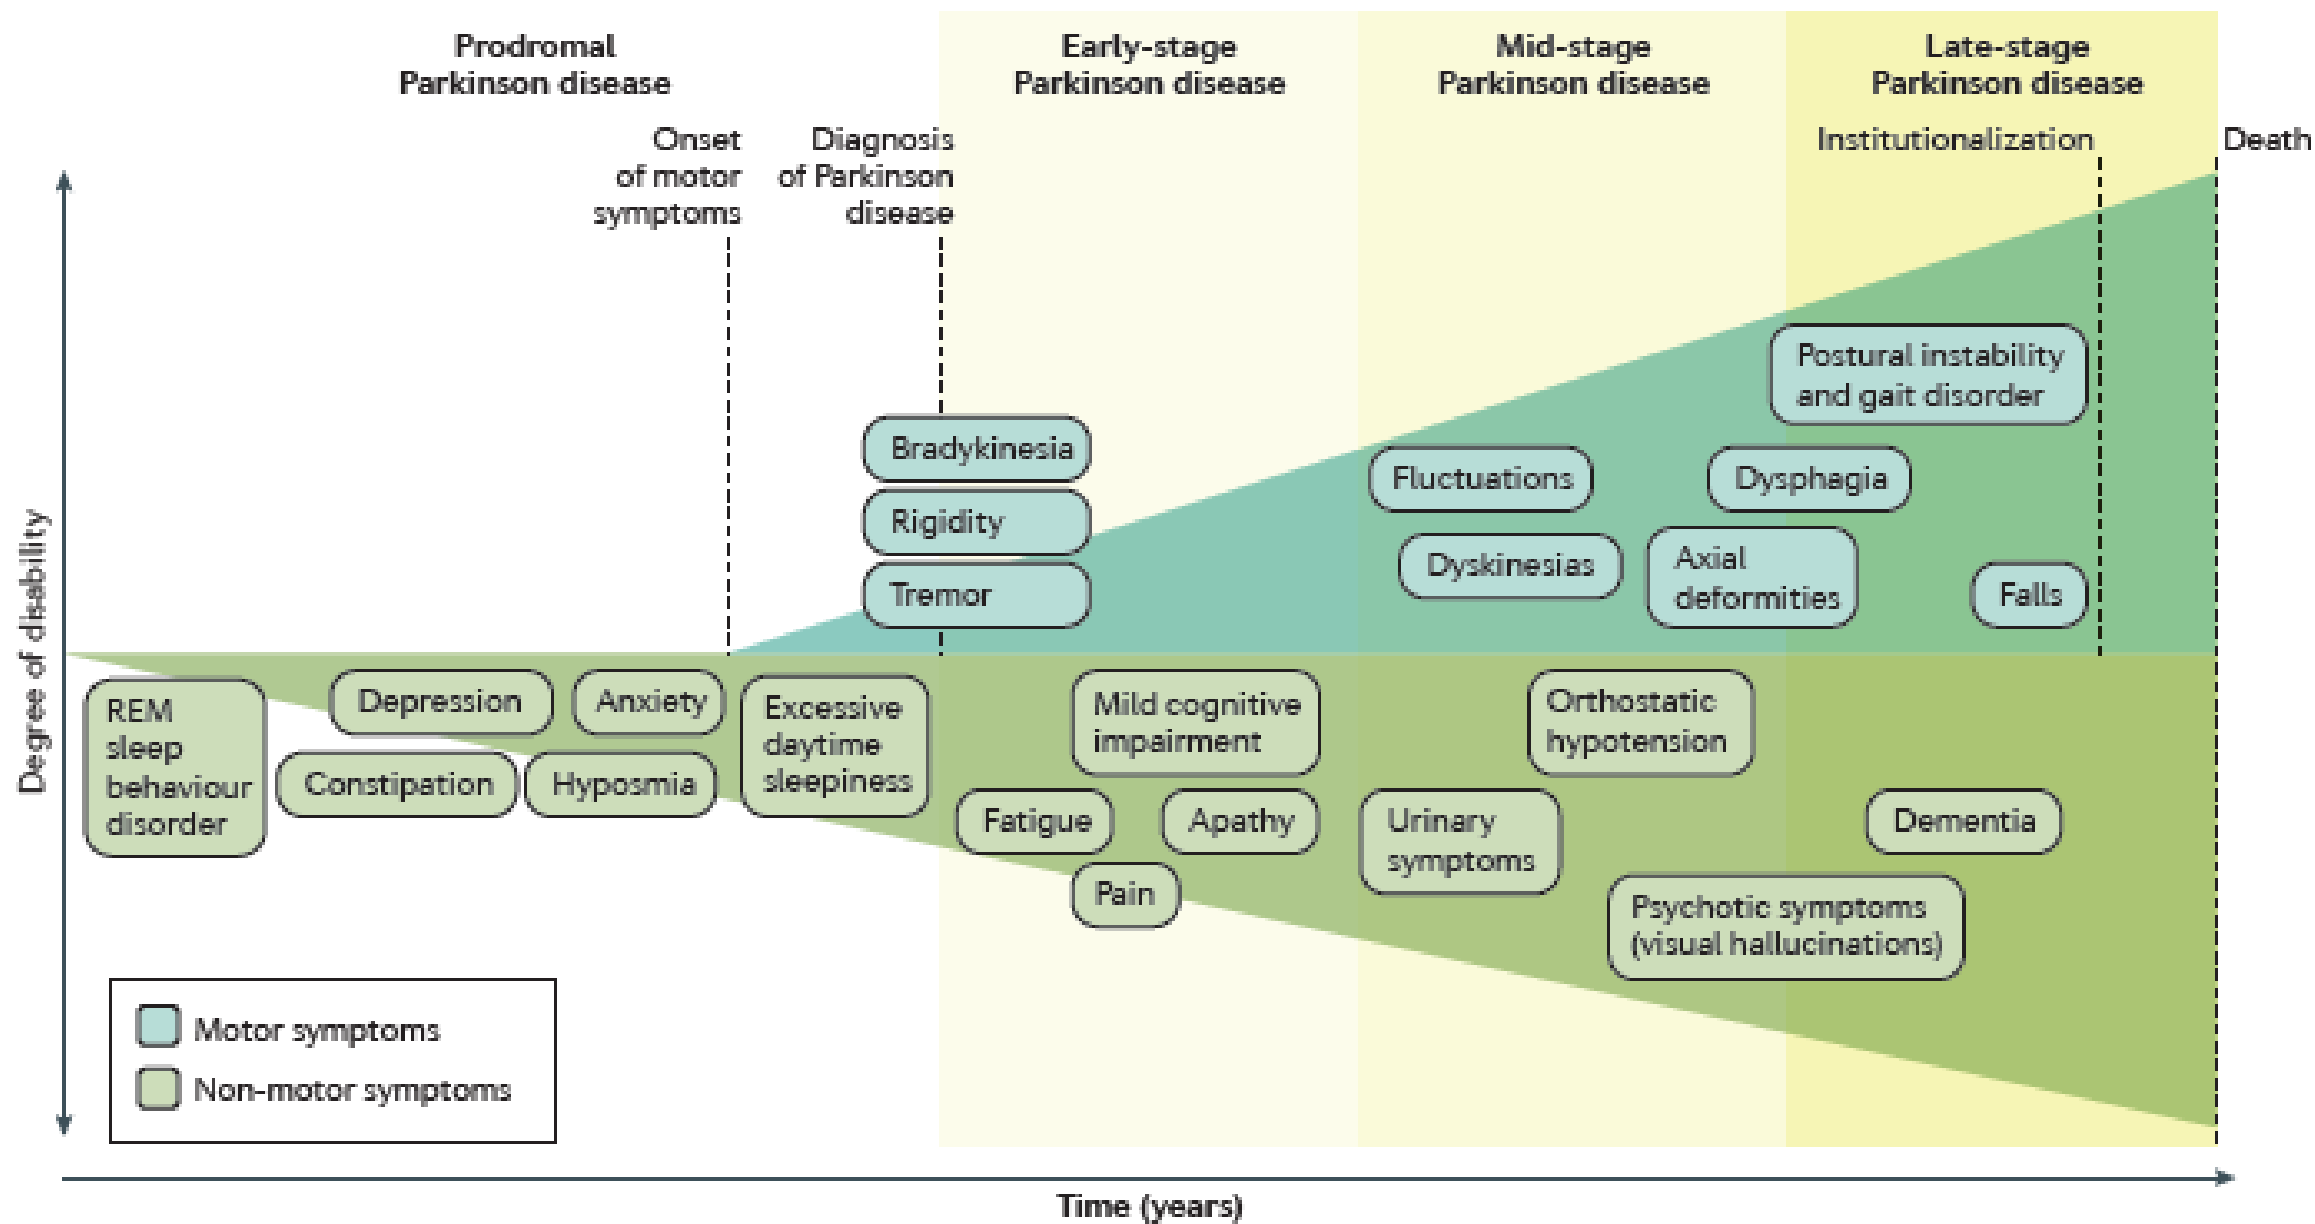 Prodromal
Parkinson disease
Early-stage
Parkinson disease
Mid-stage
Parkinson disease
Late-stage
Parkinson disease
Onset
of motor
symptoms
Diagnosis
of Parkinson
disease
Institutionalization
Death
Degree of disability
Bradykinesia
Rigidity
Tremor
Postural instability
and gait disorder
Fluctuations
Dysphagia
Dyskinesias
Axial
deformities
Falls
REM
sleep
behaviour
disorder
Depression
Anxiety
Constipation
Hyposmia
Excessive
daytime
sleepiness
Mild cognitive
impairment
Fatigue
Apathy
Pain
Orthostatic
hypotension
Urinary
symptoms
Dementia
Psychotic symptoms
(visual hallucinations)
Motor symptoms
Non-motor symptoms
Time (years)